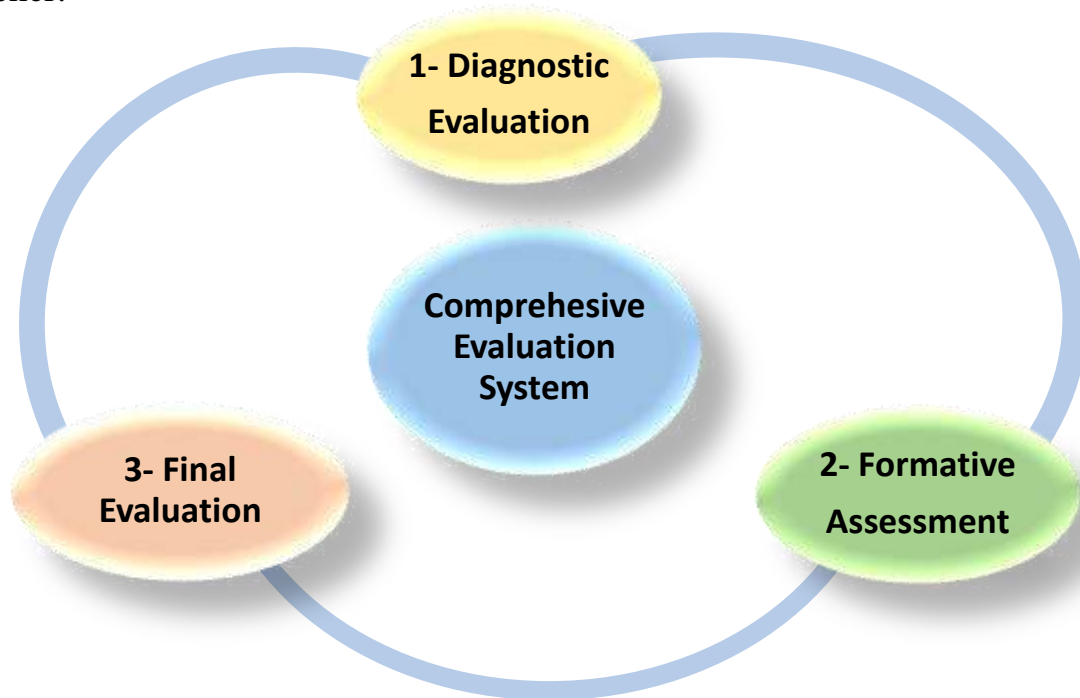 1- Diagnostic
Evaluation
Comprehesive
Evaluation
System
3- Final
Evaluation
2- Formative
Assessment